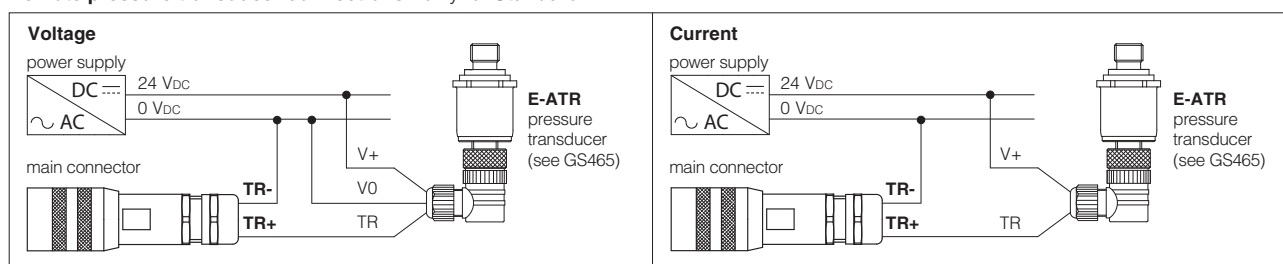 Voltage
power supply
DC
AC
24 VDC
0 VDC
main connector
TR-
TR+
V+
V0
TR
E-ATR
pressure
transducer
(see GS465)
Current
power supply
DC
AC
24 VDC
0 VDC
main connector
TR-
TR+
V+
TR
E-ATR
pressure
transducer
(see GS465)